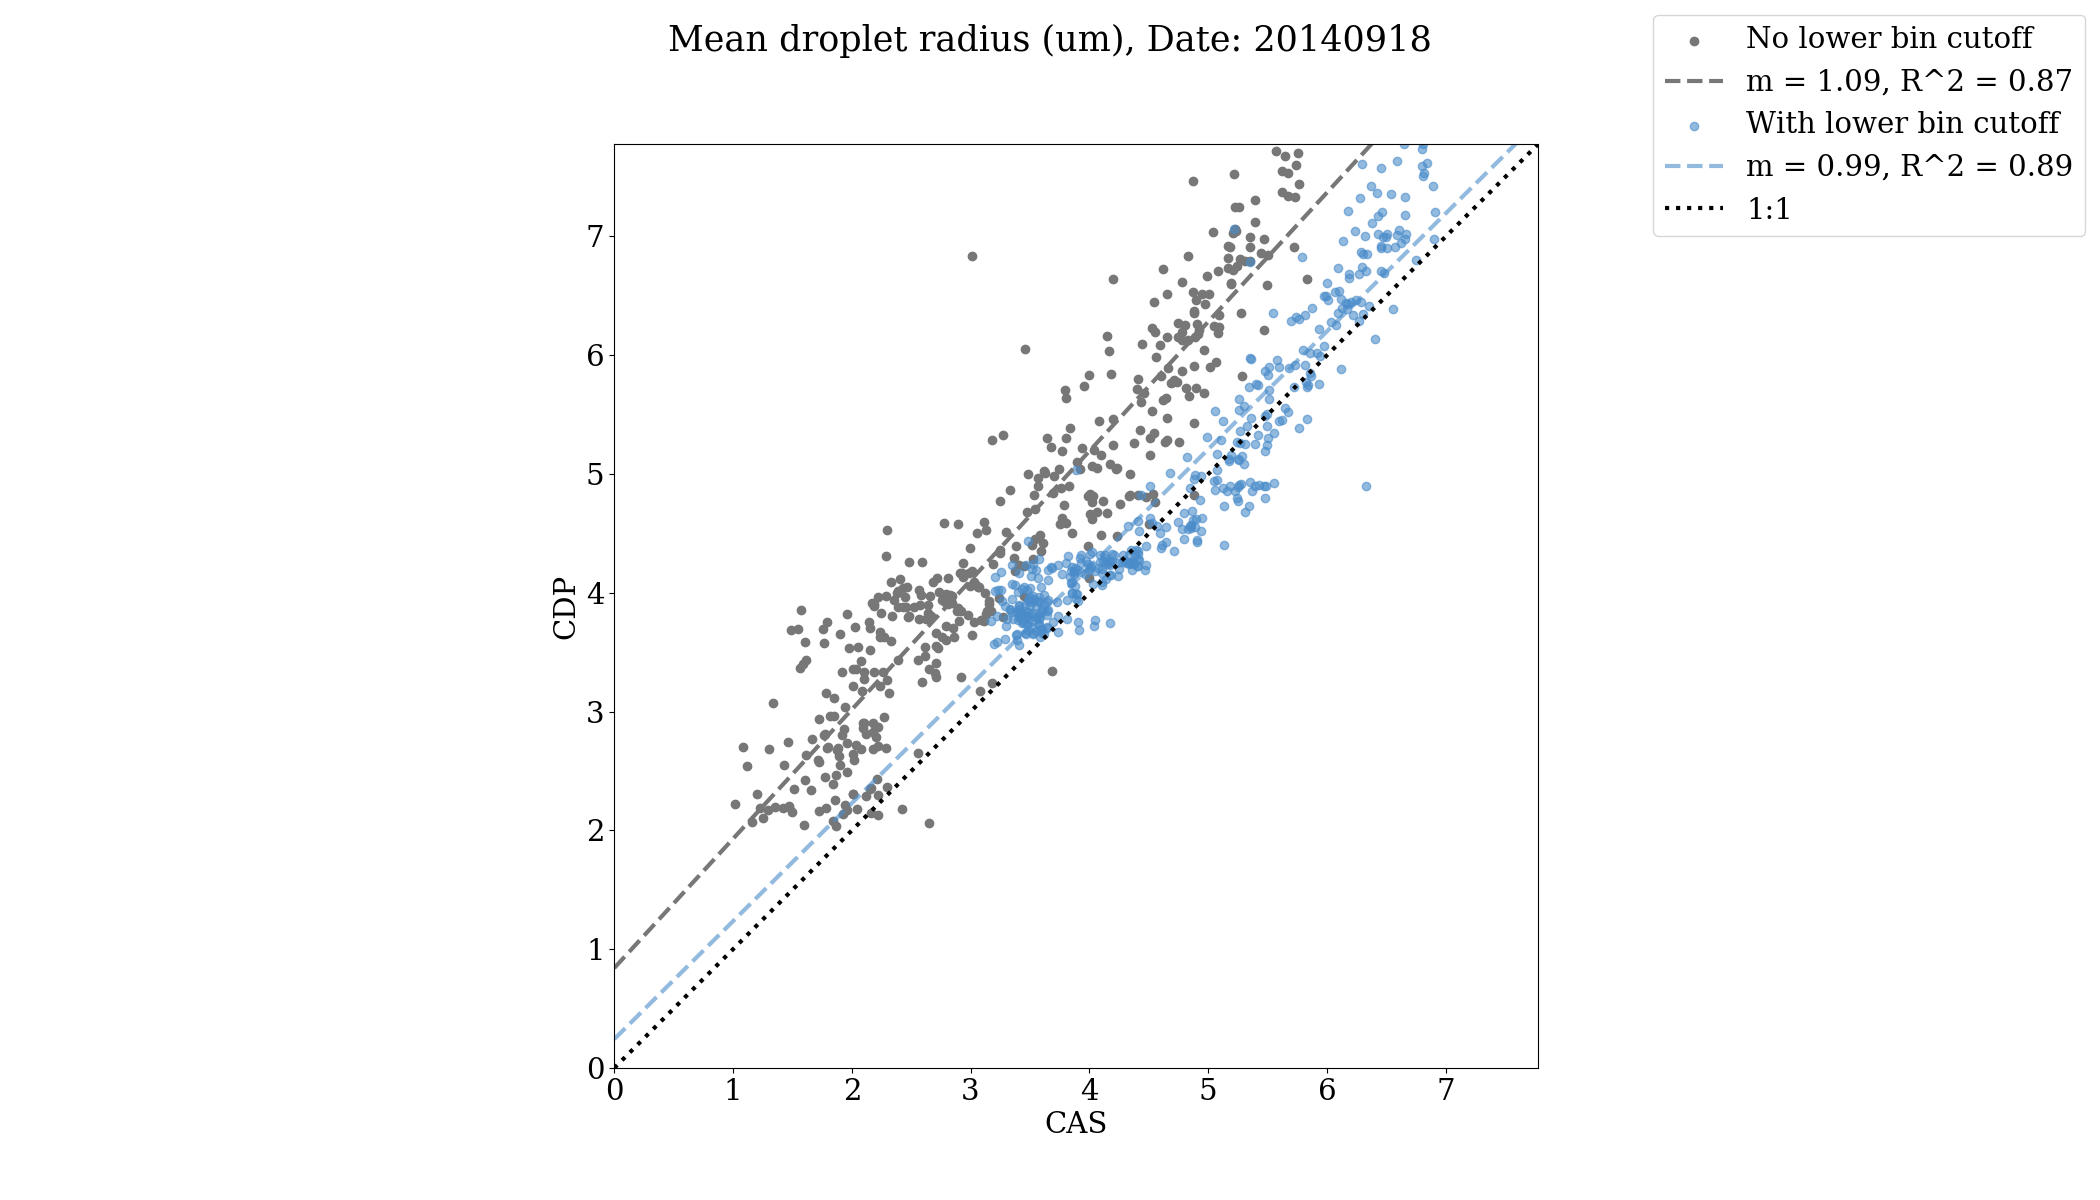 Mean droplet radius (um), Date: 20140918
No lower bin cutoff
m = 1.09, R^2 = 0.87
With lower bin cutoff
m = 0.99, R^2 = 0.89
1:1
CDP
7
6
5
4
3
2
1
0
0 1 2 3 4 5 6 7
CAS